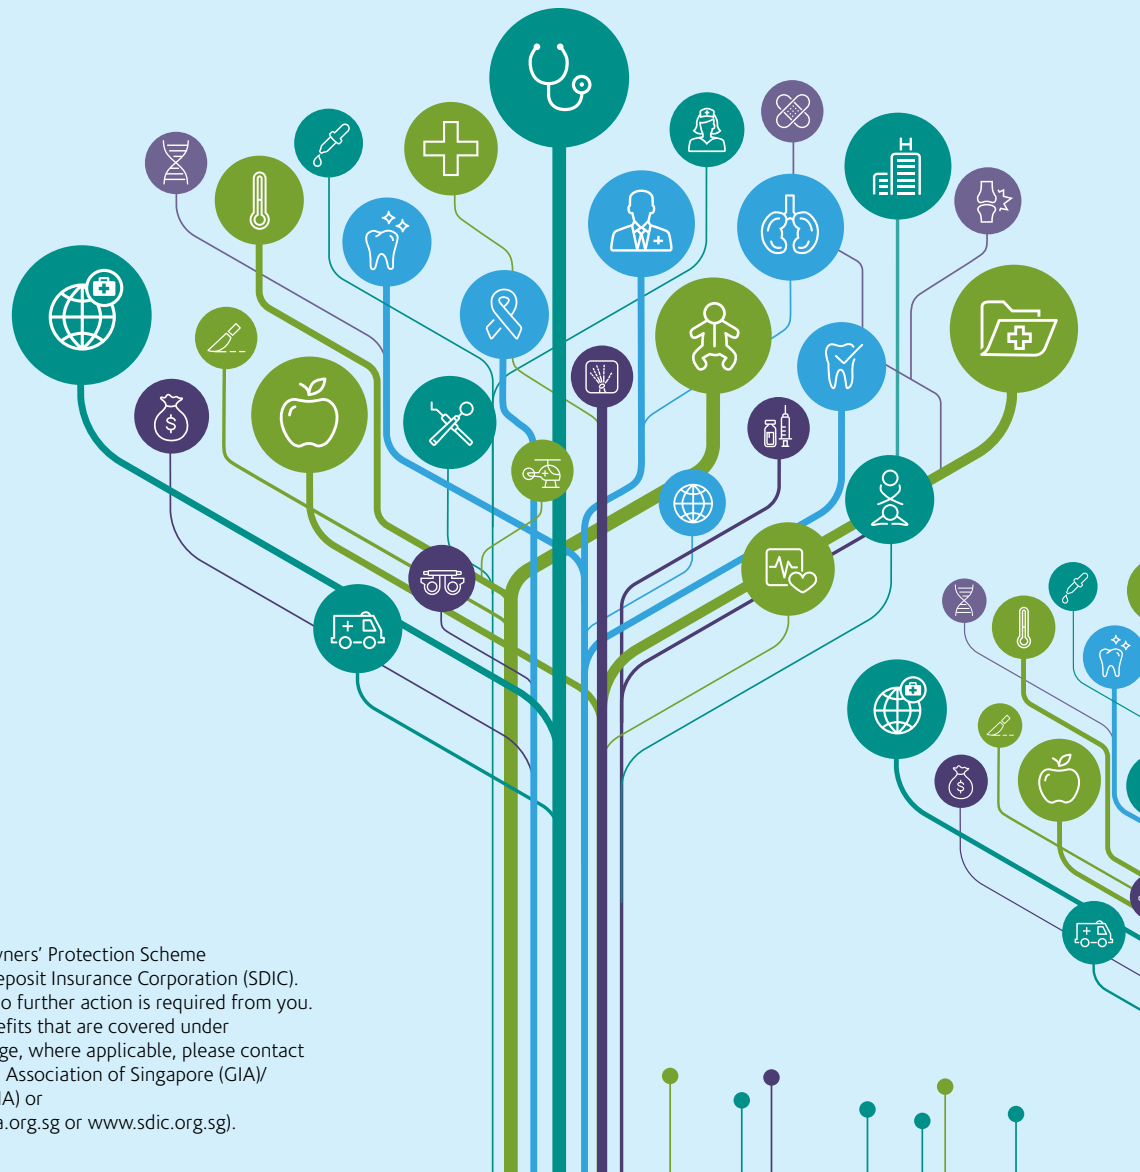 ners' Protection Scheme
eposit Insurance Corporation (SDIC).
o further action is required from you.
efits that are covered under
ge, where applicable, please contact
Association of Singapore (GIA)/
IA) or
a.org.sg or www.sdic.org.sg).
H
$
$